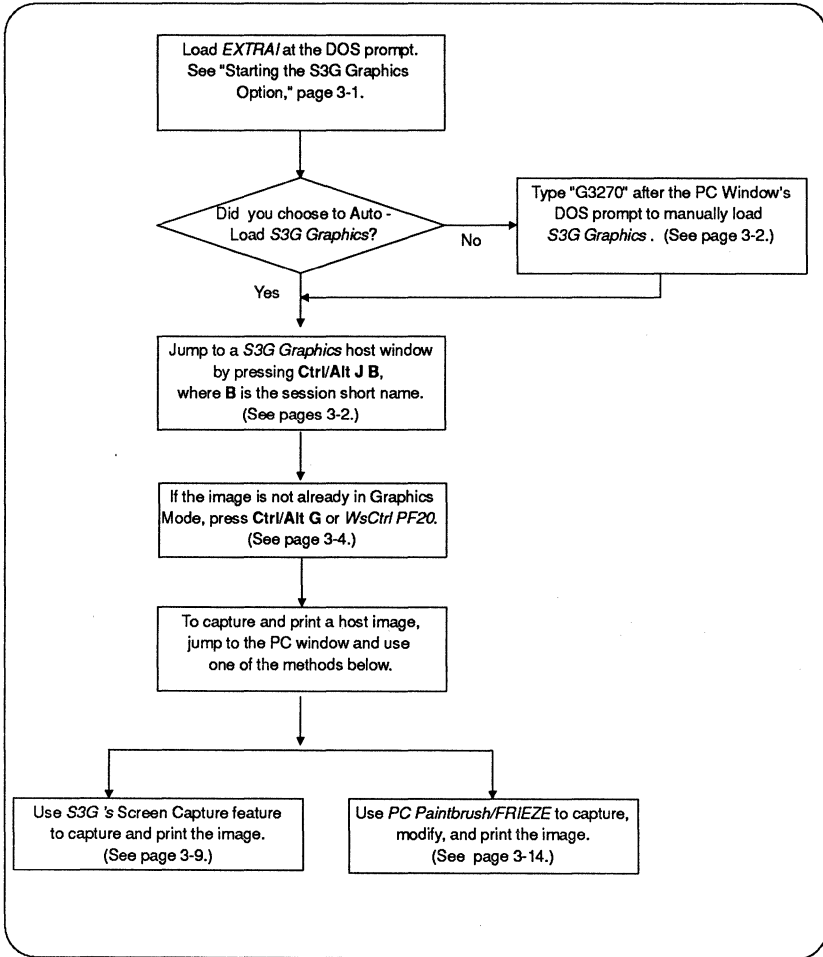 Load EXTRA! at the DOS prompt.
See "Starting the S3G Graphics
Option," page 3-1.
Did you choose to Auto -
Load S3G Graphics?
No
Type "G3270" after the PC Window's
DOS prompt to manually load
S3G Graphics. (See page 3-2.)
Yes
Jump to a S3G Graphics host window
by pressing Ctrl/Alt J B,
where B is the session short name.
(See pages 3-2.)
If the image is not already in Graphics
Mode, press Ctrl/Alt G or WsCtrl PF20.
(See page 3-4.)
To capture and print a host image,
jump to the PC window and use
one of the methods below.
Use S3G 's Screen Capture feature
to capture and print the image.
(See page 3-9.)
Use PC Paintbrush/FRIEZE to capture,
modify, and print the image.
(See page 3-14.)